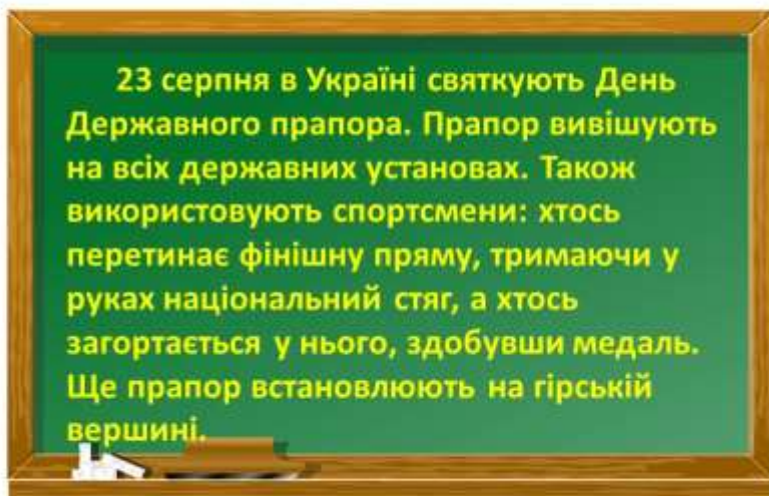 23 серпня в Україні святкують День
Державного прапора. Прапор вивішують
на всіх державних установах. Також
використовують спортсмени: хтось
перетинає фінішну пряму, тримаючи у
руках національний стяг, а хтось
загортається у нього, здобувши медаль.
Ще прапор встановлюють на гірській
вершині.